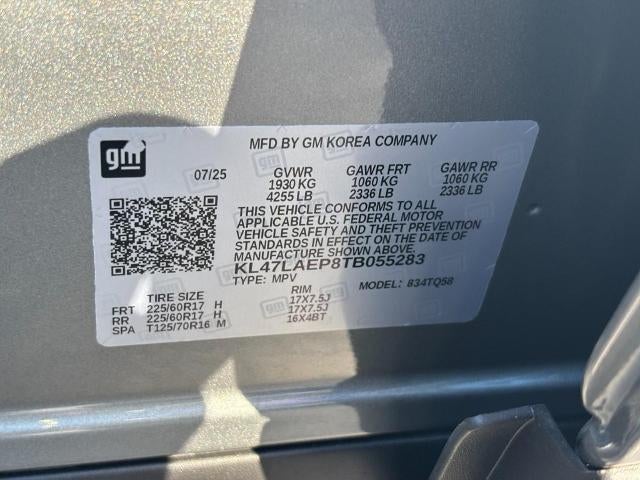 gm
MFD BY GM KOREA COMPANY
07/25 GVWR GAWR FRT GAWR RR
1930 KG 1060 KG 1060 KG
4255 LB 2336 LB 2336 LB
THIS VEHICLE CONFORMS TO ALL
APPLICABLE U.S. FEDERAL MOTOR
VEHICLE SAFETY AND THEFT PREVENTION
STANDARDS IN EFFECT ON THE DATE OF
MANUFACTURE SHOWN ABOVE.
KL47LAEP8TB055283
TYPE: MPV MODEL: 834TQ58
TIRE SIZE RIM
FRT 225/60R17 H 17X7.5J
RR 225/60R17 H 17X7.5J
SPA T125/70R16 M 16X4BT